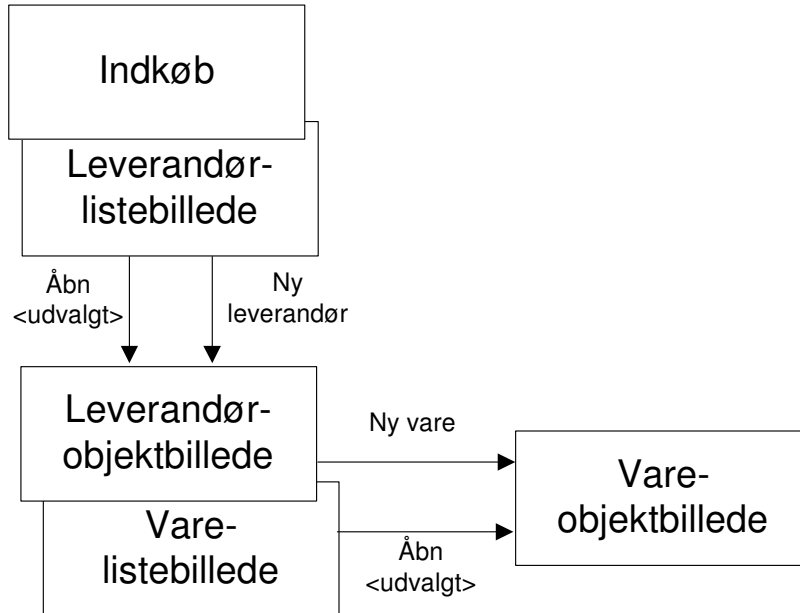 Indkøb
Leverandør-
listebillede
Åbn
<udvalgt>
Ny
leverandør
Leverandør-
objektbillede
Ny vare
Vare-
objektbillede
Vare-
listebillede
Åbn
<udvalgt>